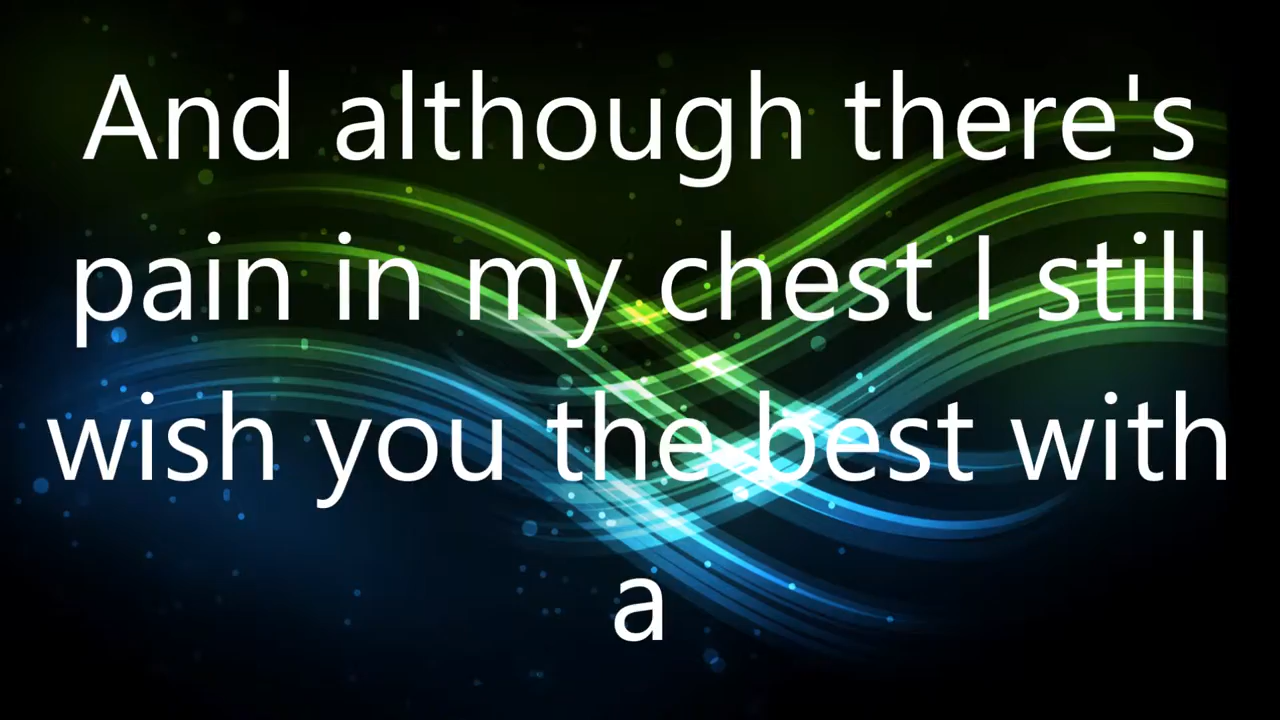 And although there's
pain in my chest I still
wish you the best with
a